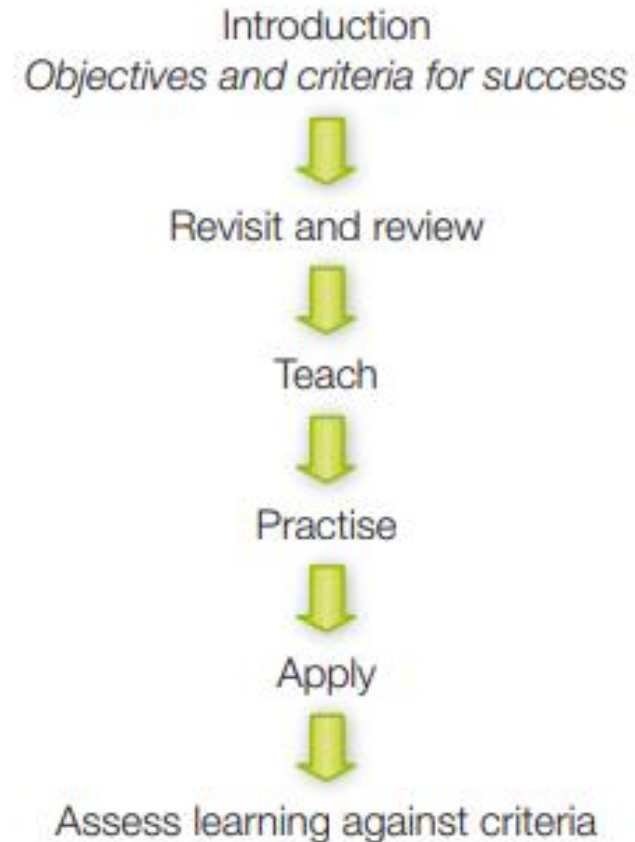 Introduction
Objectives and criteria for success
Revisit and review
Teach
Practise
Apply
Assess learning against criteria